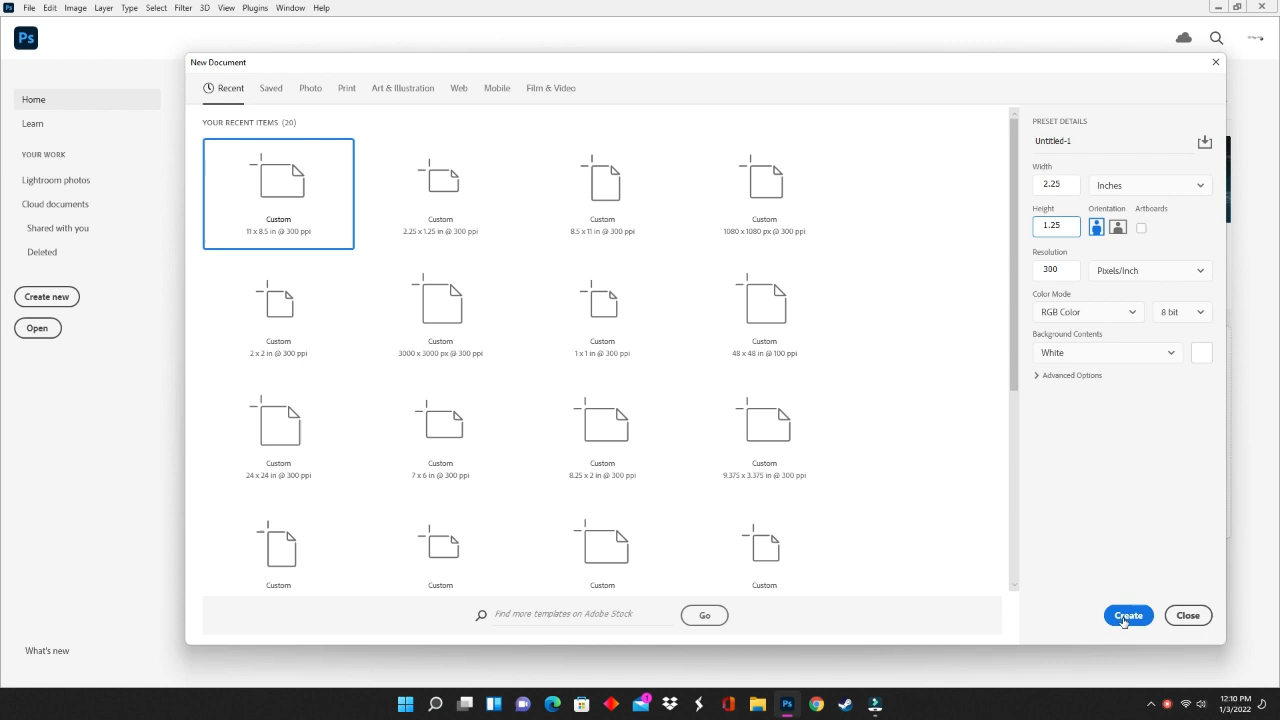 Ps File Edit Image Layer Type Select Filter 3D View Plugins Window Help
Ps
New Document
Recent Saved Photo Print Art & Illustration Web Mobile Film & Video
Home
Learn
YOUR WORK
Lightroom photos
Cloud documents
Shared with you
Deleted
Create new
Open
What's new
YOUR RECENT ITEMS (20)
Custom Custom Custom Custom
11 x 8.5 in @ 300 ppi 2.25 x 1.25 in @ 300 ppi 8.5 x 11 in @ 300 ppi 1080 x 1080 px @ 300 ppi
Custom Custom Custom Custom
2 x 2 in @ 300 ppi 3000 x 3000 px @ 300 ppi 1 x 1 in @ 300 ppi 48 x 48 in @ 100 ppi
Custom Custom Custom Custom
24 x 24 in @ 300 ppi 7 x 6 in @ 300 ppi 8.25 x 2 in @ 300 ppi 9.375 x 3.375 in @ 300 ppi
Custom Custom Custom Custom
Find more templates on Adobe Stock Go
PRESET DETAILS
Untitled-1
Width
2.25 Inches
Height Orientation Artboards
1.25
Resolution
300 Pixels/Inch
Color Mode
RGB Color 8 bit
Background Contents
White
Advanced Options
Create Close
1
Ps
12:10 PM
1/3/2022